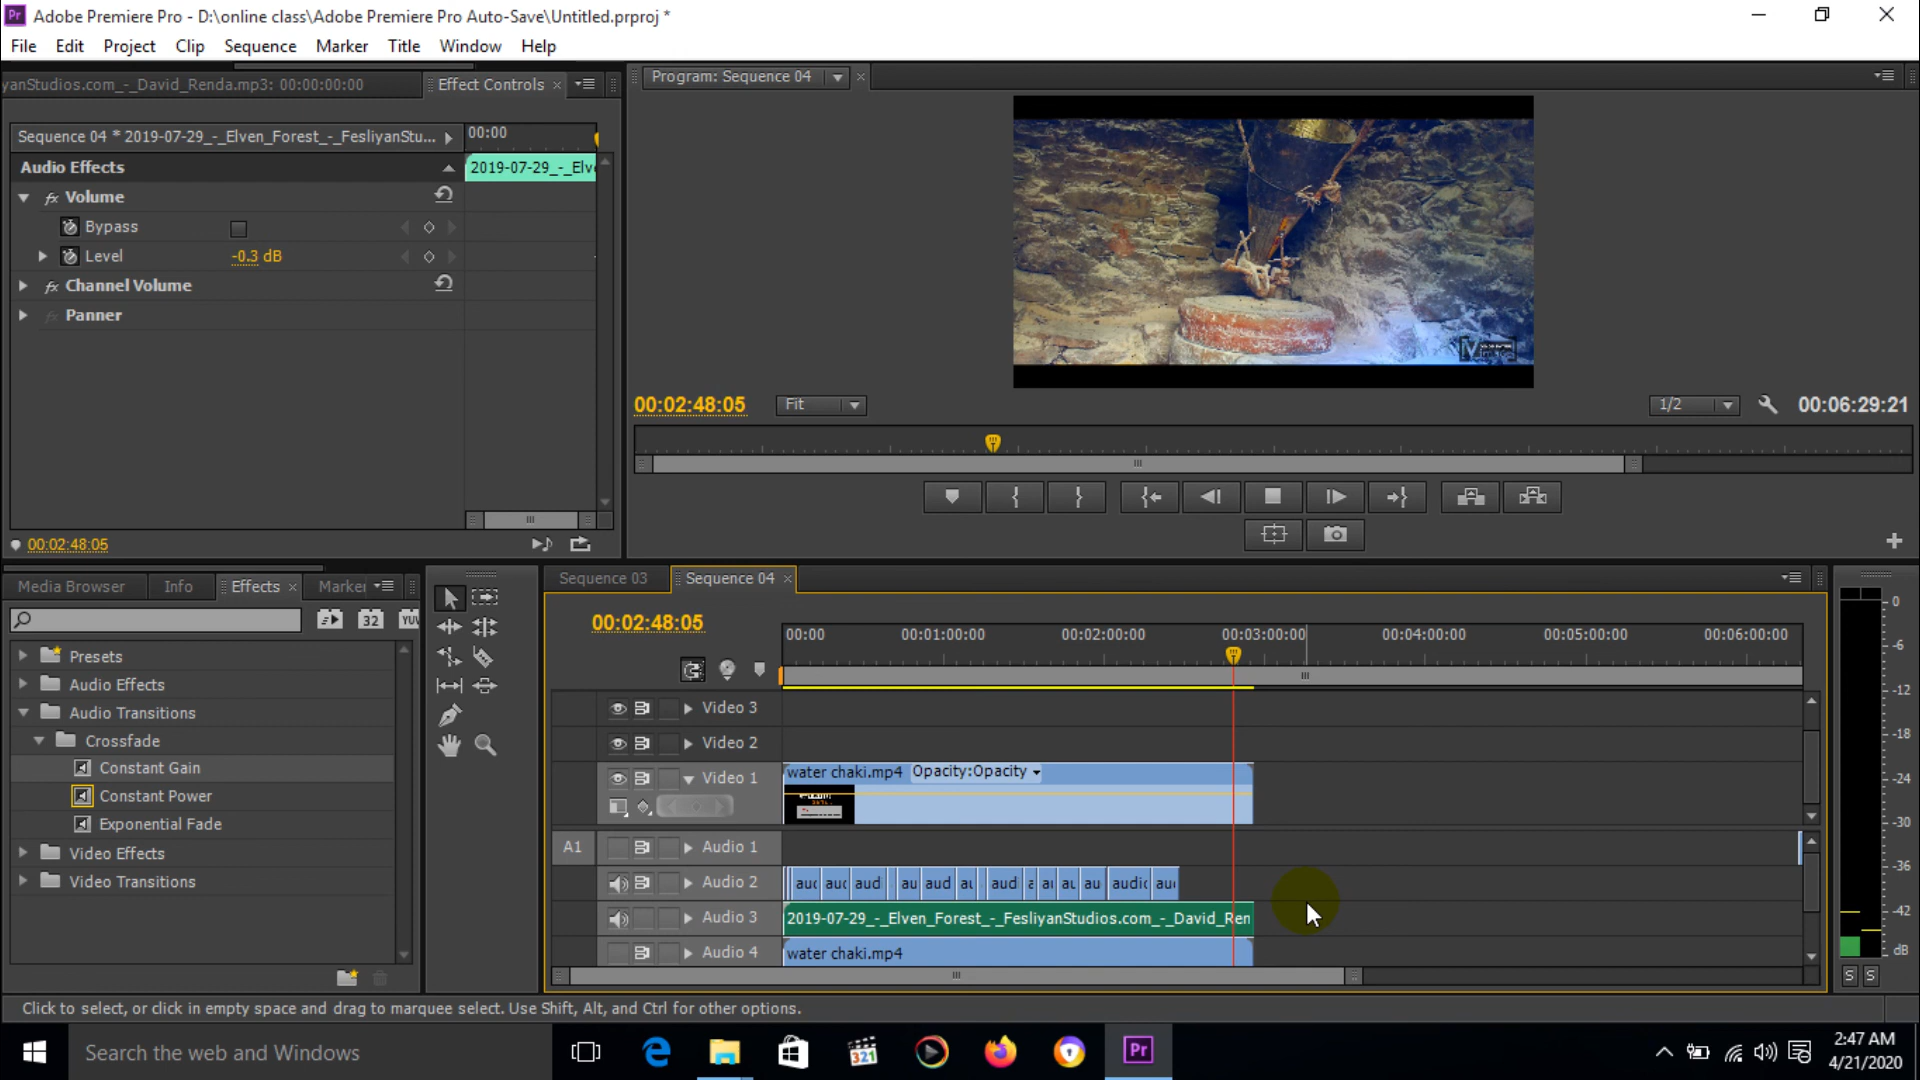 Adobe Premiere Pro - D:\online class\Adobe Premiere Pro Auto-Save\Untitled.prproj *
File Edit Project Clip Sequence Marker Title Window Help
yanStudios.com_-_David_Renda.mp3: 00:00:00:00
Effect Controls
Program: Sequence 04
Sequence 04 * 2019-07-29_-_Elven_Forest_-_FesliyanStu...
00:00
Audio Effects
2019-07-29_-_Elv
fx Volume
Bypass
Level -0.3 dB
fx Channel Volume
fx Panner
00:02:48:05
Fit
1/2
00:06:29:21
00:02:48:05
Media Browser Info Effects Marker
32 YUV
Presets
Audio Effects
Audio Transitions
Crossfade
Constant Gain
Constant Power
Exponential Fade
Video Effects
Video Transitions
Sequence 03 Sequence 04
00:02:48:05
00:00 00:01:00:00 00:02:00:00 00:03:00:00 00:04:00:00 00:05:00:00 00:06:00:00
Video 3
Video 2
Video 1
water chaki.mp4 Opacity:Opacity
A1 Audio 1
Audio 2 aud aud audi au aud au audi a au au au audio aud
Audio 3 2019-07-29_-_Elven_Forest_-_FesliyanStudios.com_-_David_Ren
Audio 4 water chaki.mp4
0
-6
-12
-18
-24
-30
-36
-42
dB
S S
Click to select, or click in empty space and drag to marquee select. Use Shift, Alt, and Ctrl for other options.
Search the web and Windows
321
Pr
2:47 AM
4/21/2020